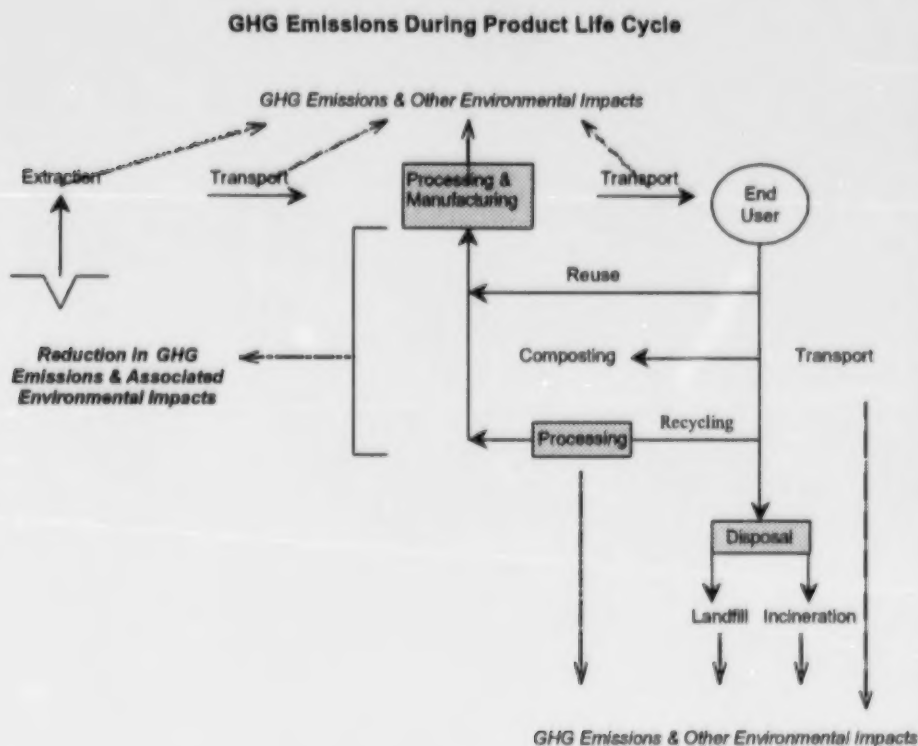 GHG Emissions During Product Life Cycle
GHG Emissions & Other Environmental Impacts
Extraction
Transport
Processing &
Manufacturing
Transport
End
User
Reuse
Reduction in GHG
Emissions & Associated
Environmental Impacts
Composting
Transport
Recycling
Processing
Disposal
Landfill
Incineration
GHG Emissions & Other Environmental Impacts